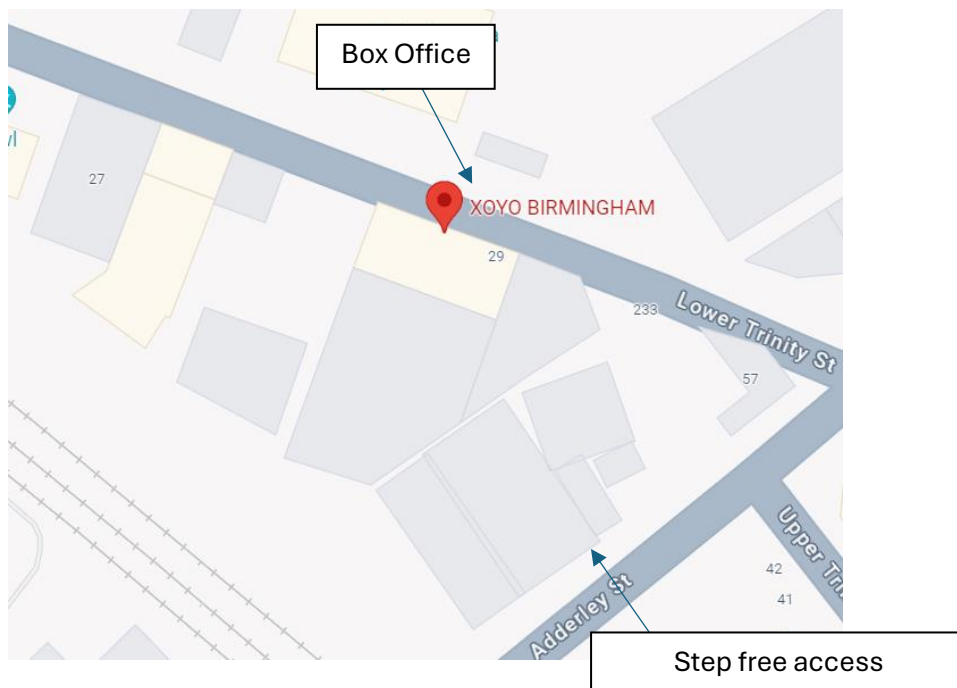 Box Office
27
XOYO BIRMINGHAM
29
233
Lower Trinity St
57
Upper
42
41
Adderley St
Step free access